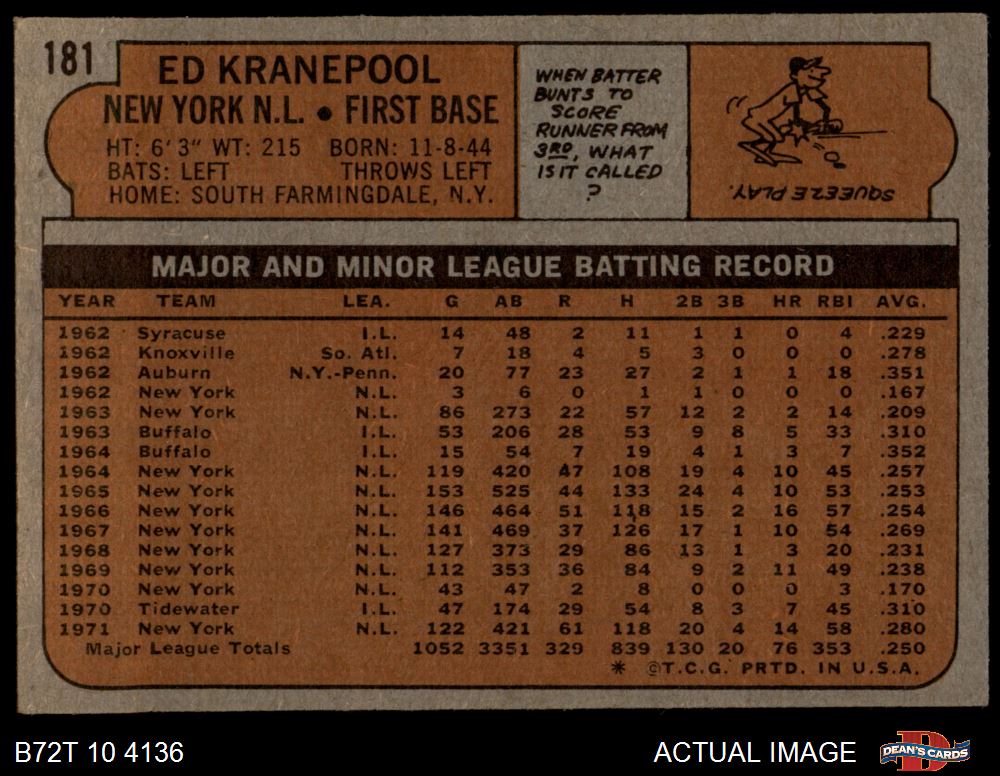 181
ED KRANEPOOL
NEW YORK N.L. • FIRST BASE
HT: 6'3" WT: 215 BORN: 11-8-44
BATS: LEFT THROWS LEFT
HOME: SOUTH FARMINGDALE, N.Y.
WHEN BATTER
BUNTS TO
SCORE
RUNNER FROM
3RD, WHAT
IS IT CALLED
?
SQUEEZE PLAY.
MAJOR AND MINOR LEAGUE BATTING RECORD
YEAR TEAM LEA. G AB R H 2B 3B HR RBI AVG.
1962 Syracuse I.L. 14 48 2 11 1 1 0 4 .229
1962 Knoxville So. Atl. 7 18 4 5 3 0 0 0 .278
1962 Auburn N.Y.-Penn. 20 77 23 27 2 1 1 18 .351
1962 New York N.L. 3 6 0 1 1 0 0 0 .167
1963 New York N.L. 86 273 22 57 12 2 2 14 .209
1963 Buffalo I.L. 53 206 28 53 9 8 5 33 .310
1964 Buffalo I.L. 15 54 7 19 4 1 3 7 .352
1964 New York N.L. 119 420 47 108 19 4 10 45 .257
1965 New York N.L. 153 525 44 133 24 4 10 53 .253
1966 New York N.L. 146 464 51 118 15 2 16 57 .254
1967 New York N.L. 141 469 37 126 17 1 10 54 .269
1968 New York N.L. 127 373 29 86 13 1 3 20 .231
1969 New York N.L. 112 353 36 84 9 2 11 49 .238
1970 New York N.L. 43 47 2 8 0 0 0 3 .170
1970 Tidewater I.L. 47 174 29 54 8 3 7 45 .310
1971 New York N.L. 122 421 61 118 20 4 14 58 .280
Major League Totals 1052 3351 329 839 130 20 76 353 .250
* ©T.C.G. PRTD. IN U.S.A.
B72T 10 4136
ACTUAL IMAGE
DEAN'S CARDS